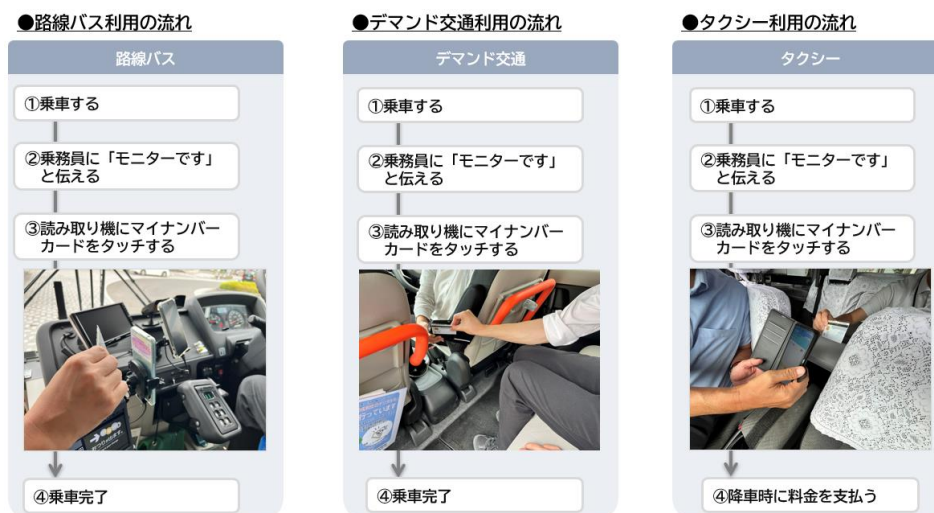 ●路線バス利用の流れ
路線バス
①乗車する
②乗務員に「モニターです」
と伝える
③読み取り機にマイナンバー
カードをタッチする
④乗車完了
●デマンド交通利用の流れ
デマンド交通
①乗車する
②乗務員に「モニターです」
と伝える
③読み取り機にマイナンバー
カードをタッチする
④乗車完了
●タクシー利用の流れ
タクシー
①乗車する
②乗務員に「モニターです」
と伝える
③読み取り機にマイナンバー
カードをタッチする
④降車時に料金を支払う